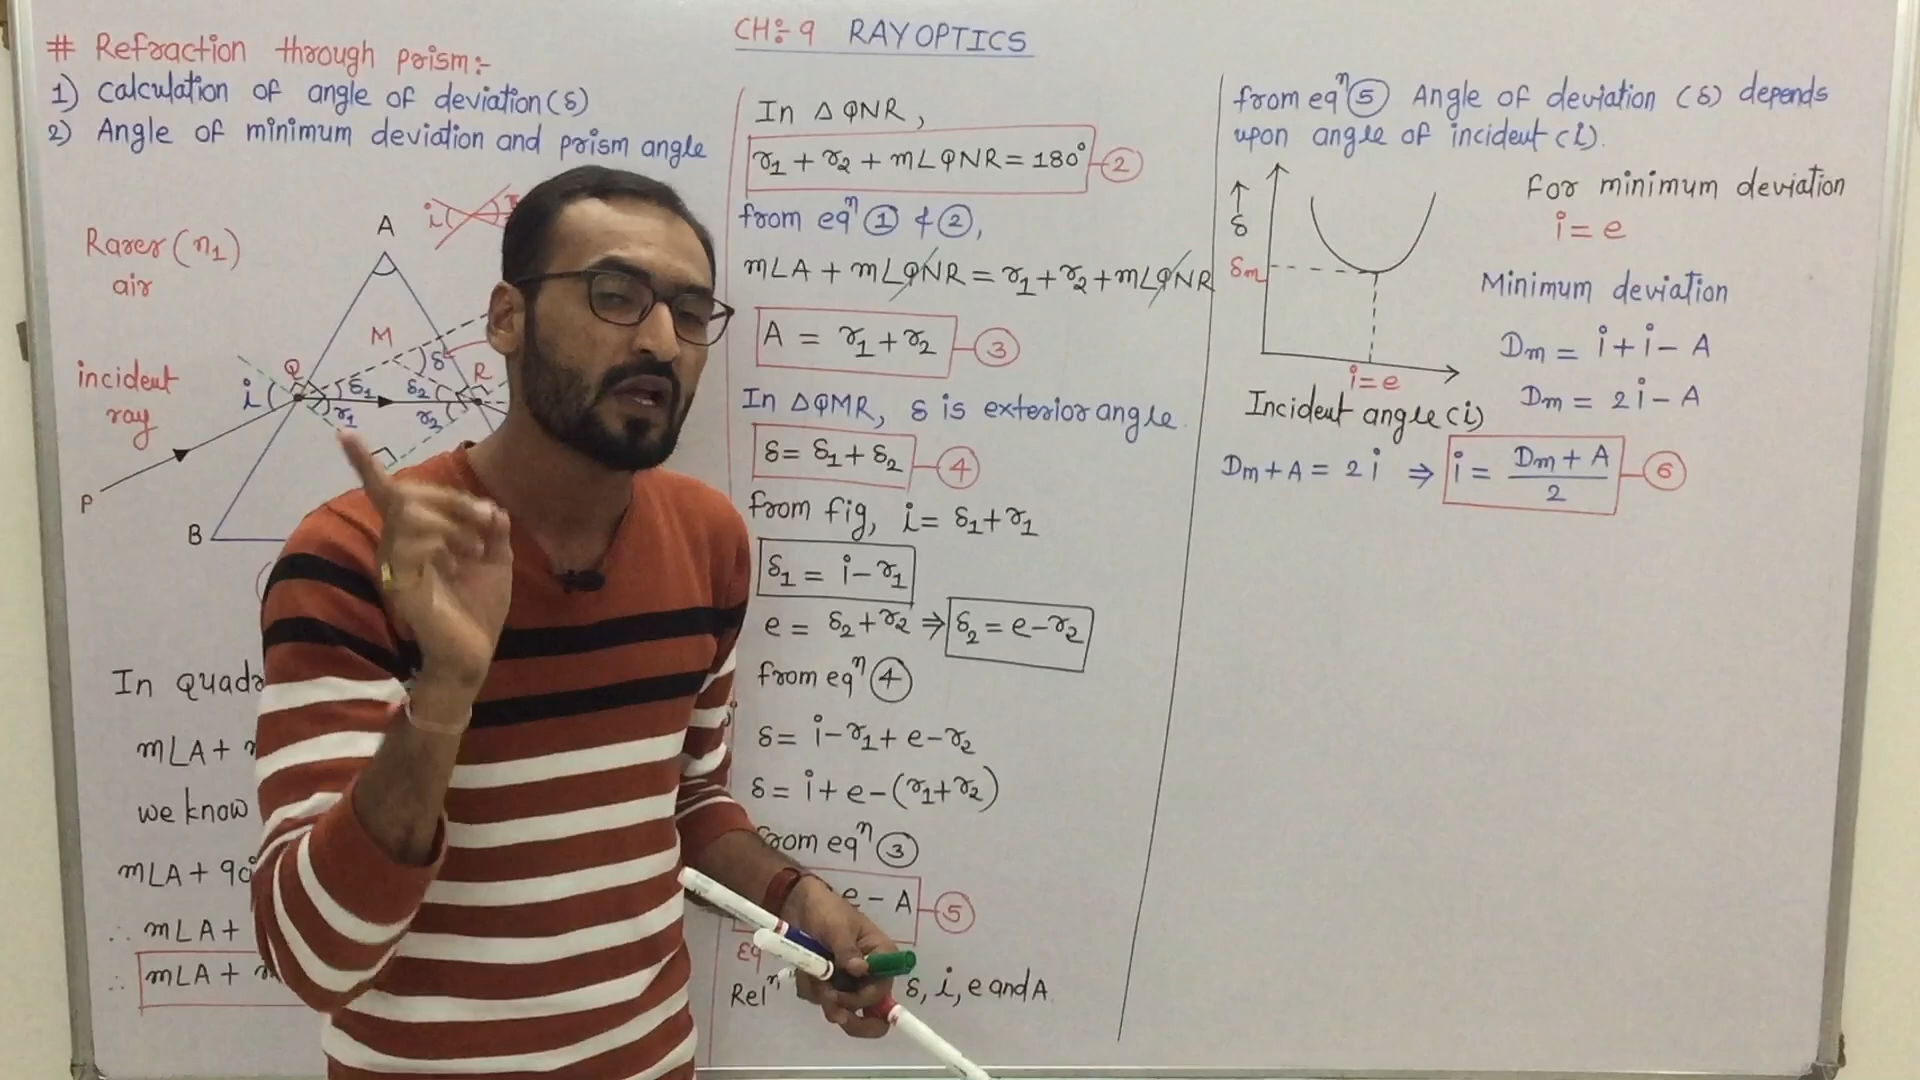 CH:- 9 RAY OPTICS
# Refraction through prism:-
1) calculation of angle of deviation (δ)
2) Angle of minimum deviation and prism angle
A
i
Rarer (n1)
air
M
δ
Q
R
i
δ1
δ2
r1
r2
incident
ray
P
B
In quadr
m∠A + m
we know
m∠A + 90°
∴ m∠A +
∴ m∠A + m
In △QNR,
r1 + r2 + m∠QNR = 180° 2
from eqn 1 & 2,
m∠A + m∠QNR = r1 + r2 + m∠QNR
A = r1 + r2 3
In △QMR, δ is exterior angle.
δ = δ1 + δ2 4
from fig, i = δ1 + r1
δ1 = i - r1
e = δ2 + r2 ⇒ δ2 = e - r2
from eqn 4
δ = i - r1 + e - r2
δ = i + e - (r1 + r2)
from eqn 3
e - A 5
Eq
Reln δ, i, e and A
from eqn 5 Angle of deviation (δ) depends
upon angle of incident (i).
↑
δ
δm
i = e
Incident angle (i)
For minimum deviation
i = e
Minimum deviation
Dm = i + i - A
Dm = 2i - A
Dm + A = 2i ⇒ i = Dm + A / 2 6